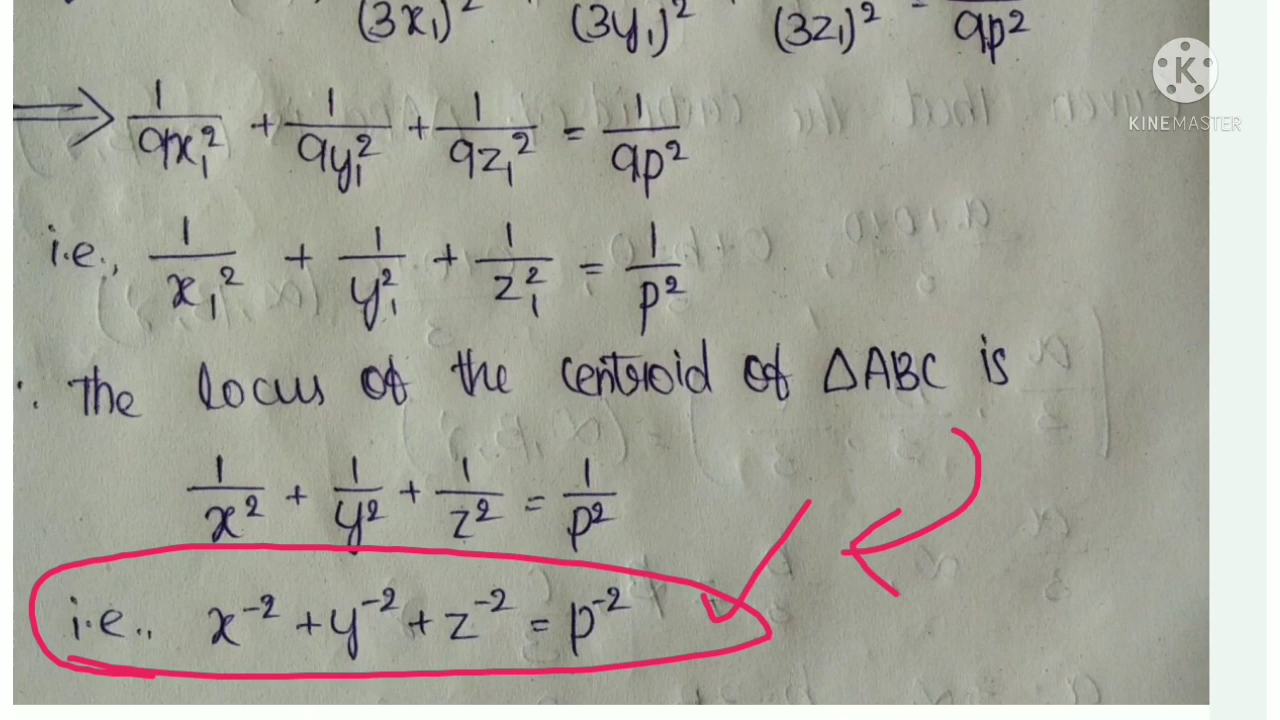 (3x₁)² (3y₁)² (3z₁)² = 9p²
⟹ 1/9x₁² + 1/9y₁² + 1/9z₁² = 1/9p²
i.e., 1/x₁² + 1/y₁² + 1/z₁² = 1/p²
∴ The locus of the centroid of ΔABC is
1/x² + 1/y² + 1/z² = 1/p²
i.e., x⁻² + y⁻² + z⁻² = p⁻²
K
KINEMASTER